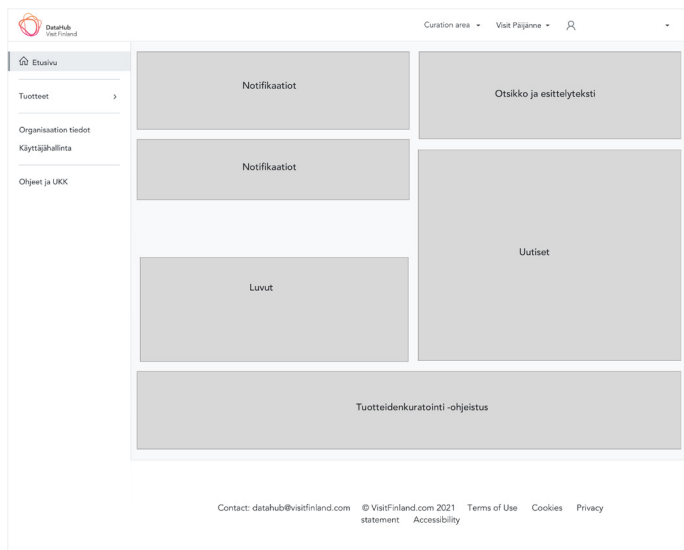 DataHub
Visit Finland
Curation area
Visit Päijänne
Etusivu
Tuotteet
Organisaation tiedot
Käyttäjähallinta
Ohjeet ja UKK
Notifikaatiot
Otsikko ja esittelyteksti
Notifikaatiot
Uutiset
Luvut
Tuotteidenkuratointi -ohjeistus
Contact: datahub@visitfinland.com © VisitFinland.com 2021 Terms of Use Cookies Privacy
statement Accessibility